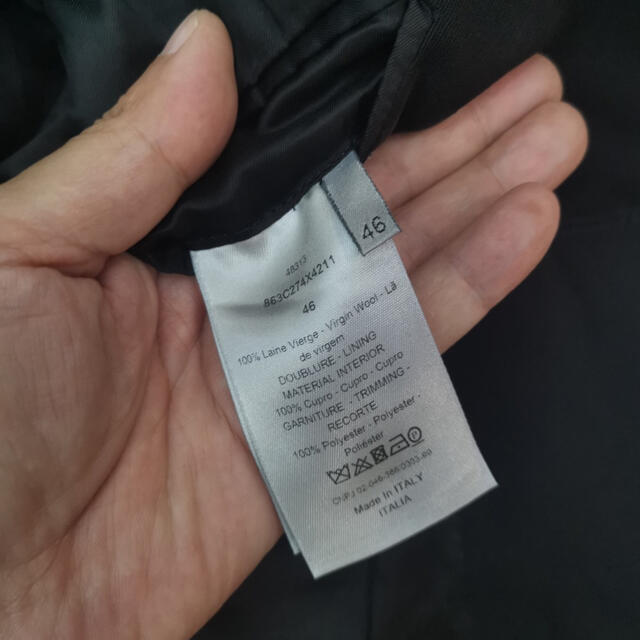 46
48313
863C274X4211
46
100% Laine Vierge - Virgin Wool - Lã
de virgem
DOUBLURE - LINING
MATERIAL INTERIOR
100% Cupro - Cupro - Cupro
GARNITURE - TRIMMING -
RECORTE
100% Polyester - Polyester -
Poliéster
Made In ITALY
ITALIA